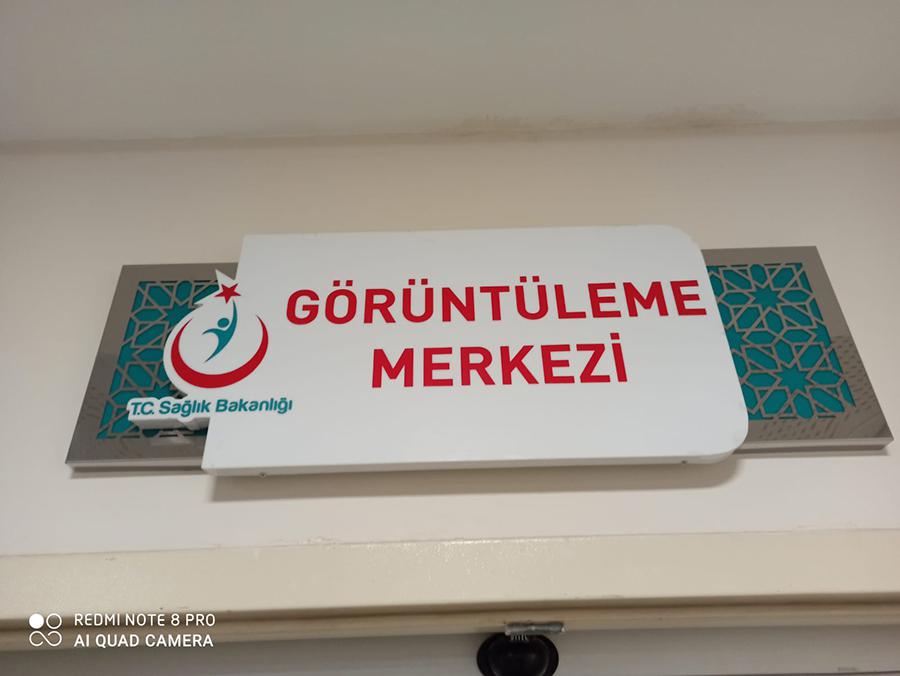 GÖRÜNTÜLEME
MERKEZİ
T.C. Sağlık Bakanlığı
REDMI NOTE 8 PRO
AI QUAD CAMERA